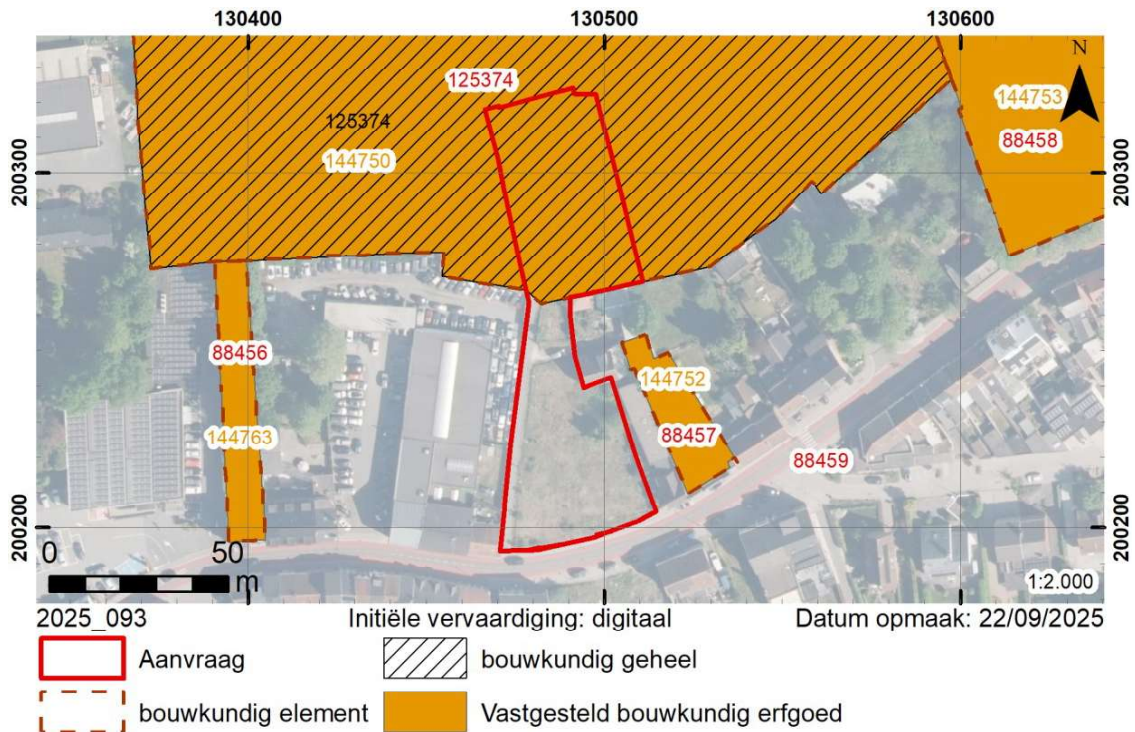 130400 130500 130600
N
125374
144753
125374
88458
144750
200300 200300
88456
144752
144763
88457
88459
200200 200200
0 50
m
1:2.000
2025_093 Initiële vervaardiging: digitaal Datum opmaak: 22/09/2025
Aanvraag bouwkundig geheel
bouwkundig element Vastgesteld bouwkundig erfgoed